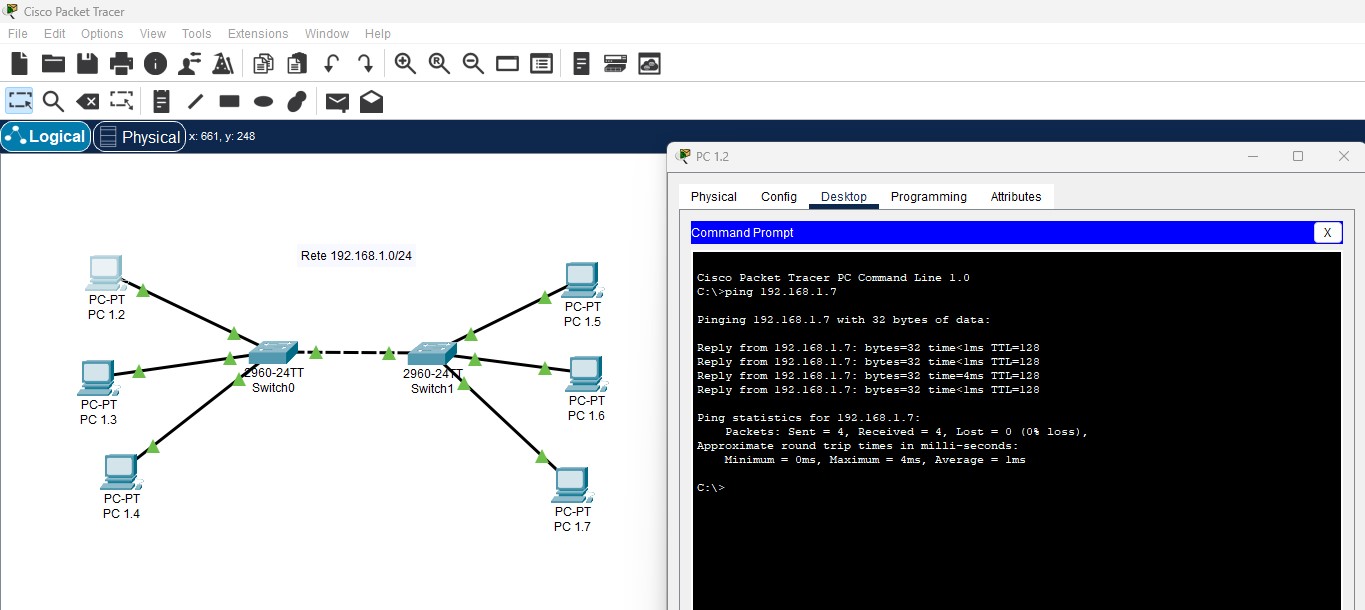 Cisco Packet Tracer
File Edit Options View Tools Extensions Window Help
Logical Physical x: 661, y: 248
Rete 192.168.1.0/24
PC-PT
PC 1.2
PC-PT
PC 1.3
PC-PT
PC 1.4
2960-24TT
Switch0
2960-24TT
Switch1
PC-PT
PC 1.5
PC-PT
PC 1.6
PC-PT
PC 1.7
PC 1.2
Physical Config Desktop Programming Attributes
Command Prompt X
Cisco Packet Tracer PC Command Line 1.0
C:\>ping 192.168.1.7
Pinging 192.168.1.7 with 32 bytes of data:
Reply from 192.168.1.7: bytes=32 time<1ms TTL=128
Reply from 192.168.1.7: bytes=32 time<1ms TTL=128
Reply from 192.168.1.7: bytes=32 time=4ms TTL=128
Reply from 192.168.1.7: bytes=32 time<1ms TTL=128
Ping statistics for 192.168.1.7:
Packets: Sent = 4, Received = 4, Lost = 0 (0% loss),
Approximate round trip times in milli-seconds:
Minimum = 0ms, Maximum = 4ms, Average = 1ms
C:\>